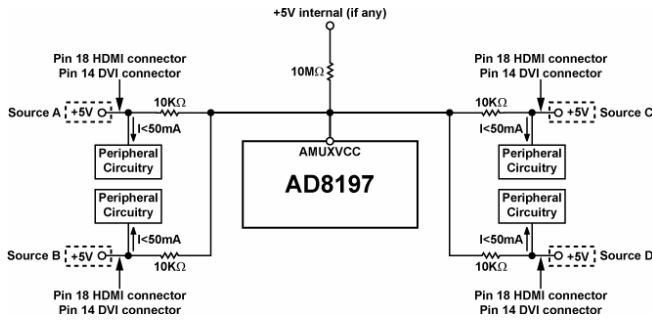 +5V internal (if any)
Pin 18 HDMI connector
Pin 14 DVI connector
Pin 18 HDMI connector
Pin 14 DVI connector
10MΩ
Source A
+5V
10KΩ
10KΩ
+5V
Source C
I<50mA
I<50mA
Peripheral
Circuitry
AMUXVCC
Peripheral
Circuitry
AD8197
Peripheral
Circuitry
Peripheral
Circuitry
I<50mA
I<50mA
Source B
+5V
10KΩ
10KΩ
+5V
Source D
Pin 18 HDMI connector
Pin 14 DVI connector
Pin 18 HDMI connector
Pin 14 DVI connector